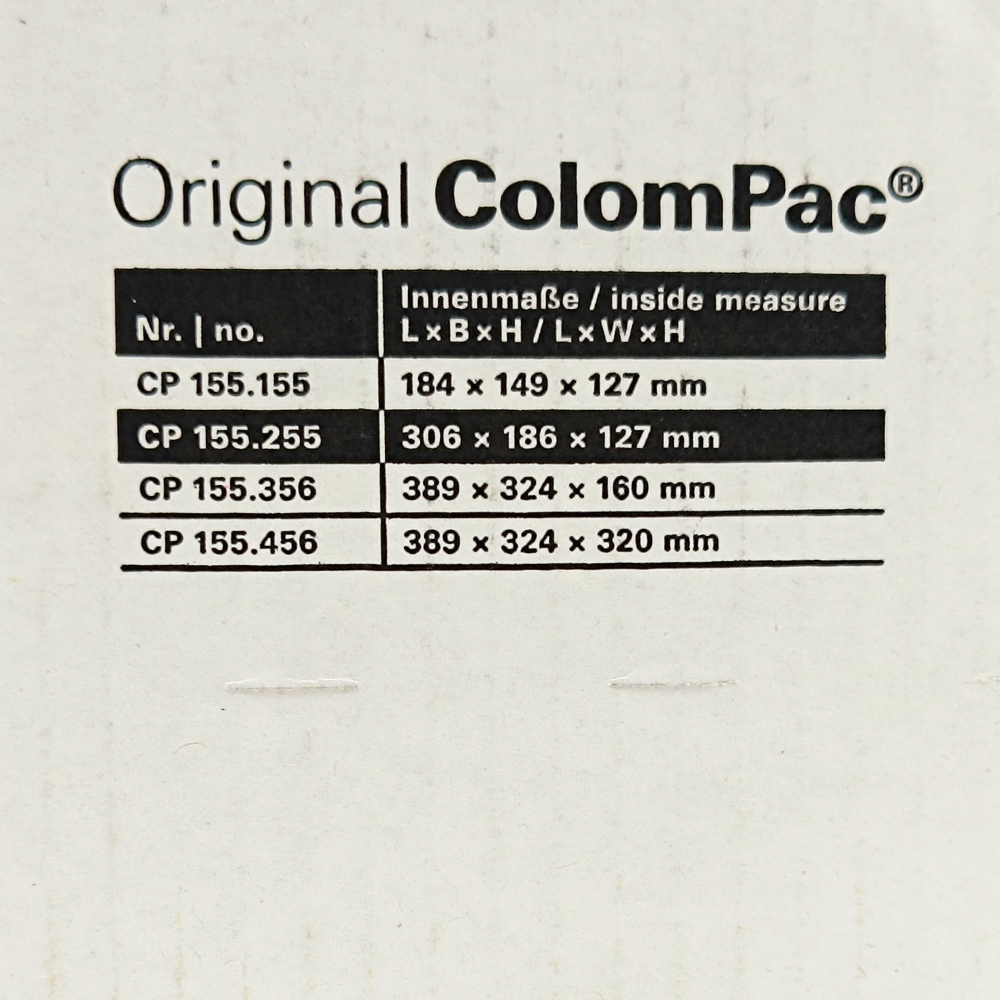 Original ColomPac®
Nr. | no.
Innenmaße / inside measure
L x B x H / L x W x H
CP 155.155 184 x 149 x 127 mm
CP 155.255 306 x 186 x 127 mm
CP 155.356 389 x 324 x 160 mm
CP 155.456 389 x 324 x 320 mm